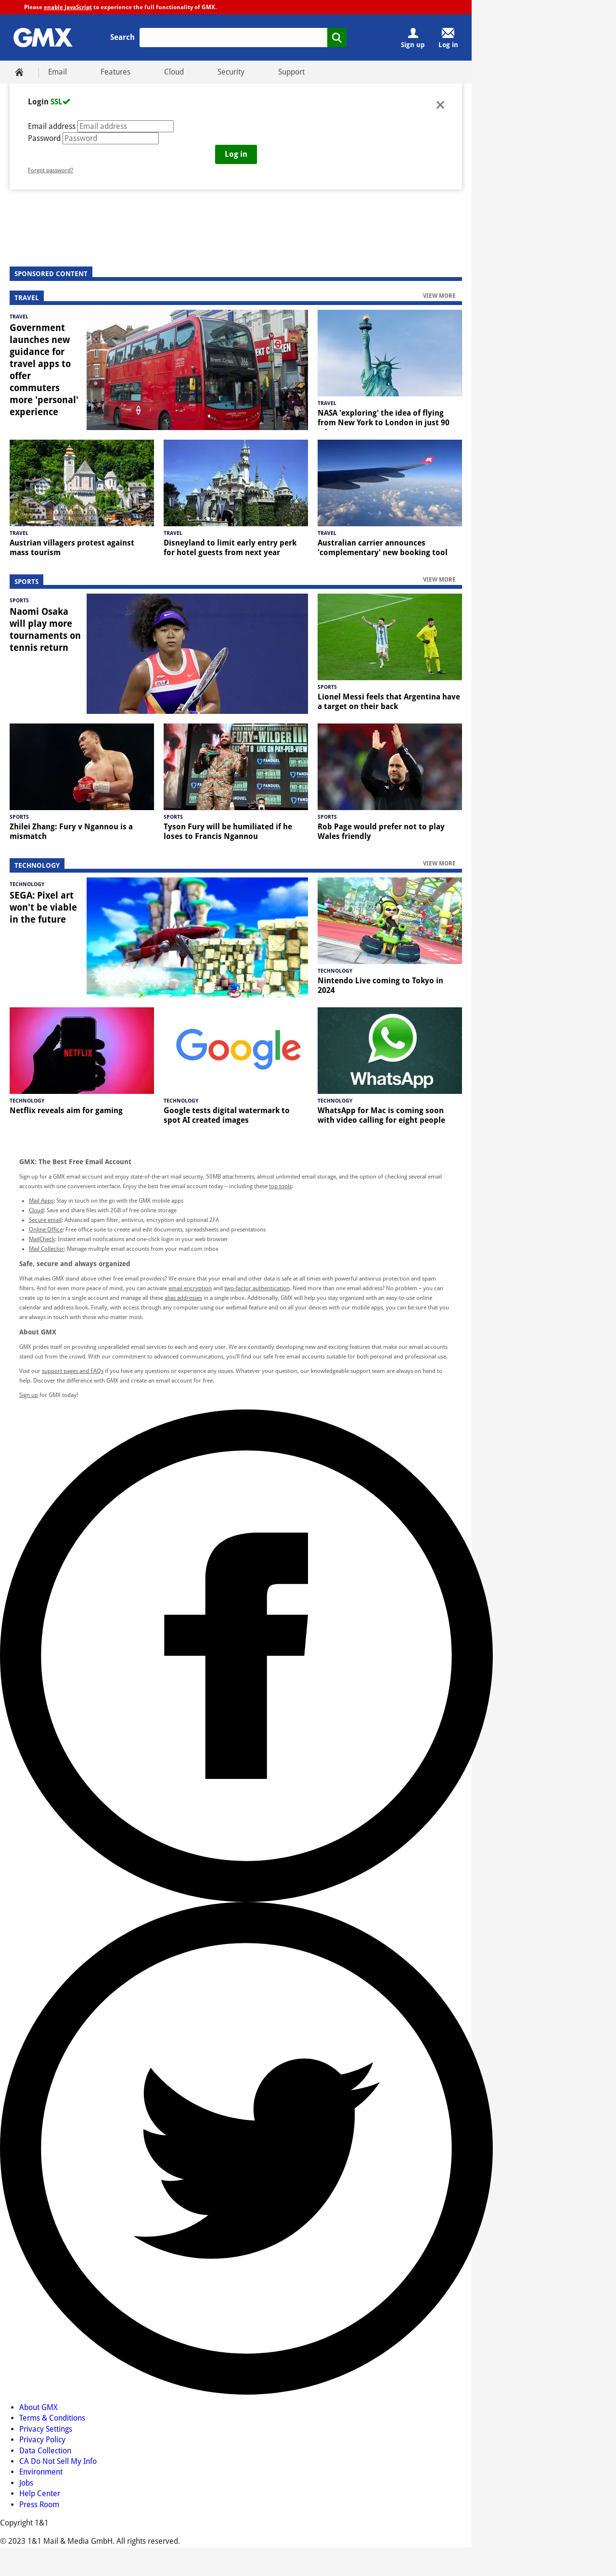 Please enable JavaScript to experience the full functionality of GMX.
GMX
Search
Sign up
Log in
Email
Features
Cloud
Security
Support
Login SSL
Email address Email address
Password Password
Log in
Forgot password?
SPONSORED CONTENT
TRAVEL
VIEW MORE
TRAVEL
Government
launches new
guidance for
travel apps to
offer
commuters
more 'personal'
experience
TRAVEL
NASA 'exploring' the idea of flying
from New York to London in just 90
TRAVEL
Austrian villagers protest against
mass tourism
TRAVEL
Disneyland to limit early entry perk
for hotel guests from next year
TRAVEL
Australian carrier announces
'complementary' new booking tool
SPORTS
VIEW MORE
SPORTS
Naomi Osaka
will play more
tournaments on
tennis return
SPORTS
Lionel Messi feels that Argentina have
a target on their back
SPORTS
Zhilei Zhang: Fury v Ngannou is a
mismatch
SPORTS
Tyson Fury will be humiliated if he
loses to Francis Ngannou
SPORTS
Rob Page would prefer not to play
Wales friendly
TECHNOLOGY
VIEW MORE
TECHNOLOGY
SEGA: Pixel art
won't be viable
in the future
TECHNOLOGY
Nintendo Live coming to Tokyo in
2024
NETFLIX
TECHNOLOGY
Netflix reveals aim for gaming
Google
TECHNOLOGY
Google tests digital watermark to
spot AI created images
WhatsApp
TECHNOLOGY
WhatsApp for Mac is coming soon
with video calling for eight people
GMX: The Best Free Email Account
Sign up for a GMX email account and enjoy state-of-the-art mail security, 50MB attachments, almost unlimited email storage, and the option of checking several email
accounts with one convenient interface. Enjoy the best free email account today – including these top tools:
Mail Apps: Stay in touch on the go with the GMX mobile apps
Cloud: Save and share files with 2GB of free online storage
Secure email: Advanced spam filter, antivirus, encryption and optional 2FA
Online Office: Free office suite to create and edit documents, spreadsheets and presentations
MailCheck: Instant email notifications and one-click login in your web browser
Mail Collector: Manage multiple email accounts from your mail.com inbox
Safe, secure and always organized
What makes GMX stand above other free email providers? We ensure that your email and other data is safe at all times with powerful antivirus protection and spam
filters. And for even more peace of mind, you can activate email encryption and two-factor authentication. Need more than one email address? No problem – you can
create up to ten in a single account and manage all these alias addresses in a single inbox. Additionally, GMX will help you stay organized with an easy-to-use online
calendar and address book. Finally, with access through any computer using our webmail feature and on all your devices with our mobile apps, you can be sure that you
are always in touch with those who matter most.
About GMX
GMX prides itself on providing unparalleled email services to each and every user. We are constantly developing new and exciting features that make our email accounts
stand out from the crowd. With our commitment to advanced communications, you'll find our safe free email accounts suitable for both personal and professional use.
Visit our support pages and FAQs if you have any questions or experience any issues. Whatever your question, our knowledgeable support team are always on hand to
help. Discover the difference with GMX and create an email account for free.
Sign up for GMX today!
About GMX
Terms & Conditions
Privacy Settings
Privacy Policy
Data Collection
CA Do Not Sell My Info
Environment
Jobs
Help Center
Press Room
Copyright 1&1
© 2023 1&1 Mail & Media GmbH. All rights reserved.